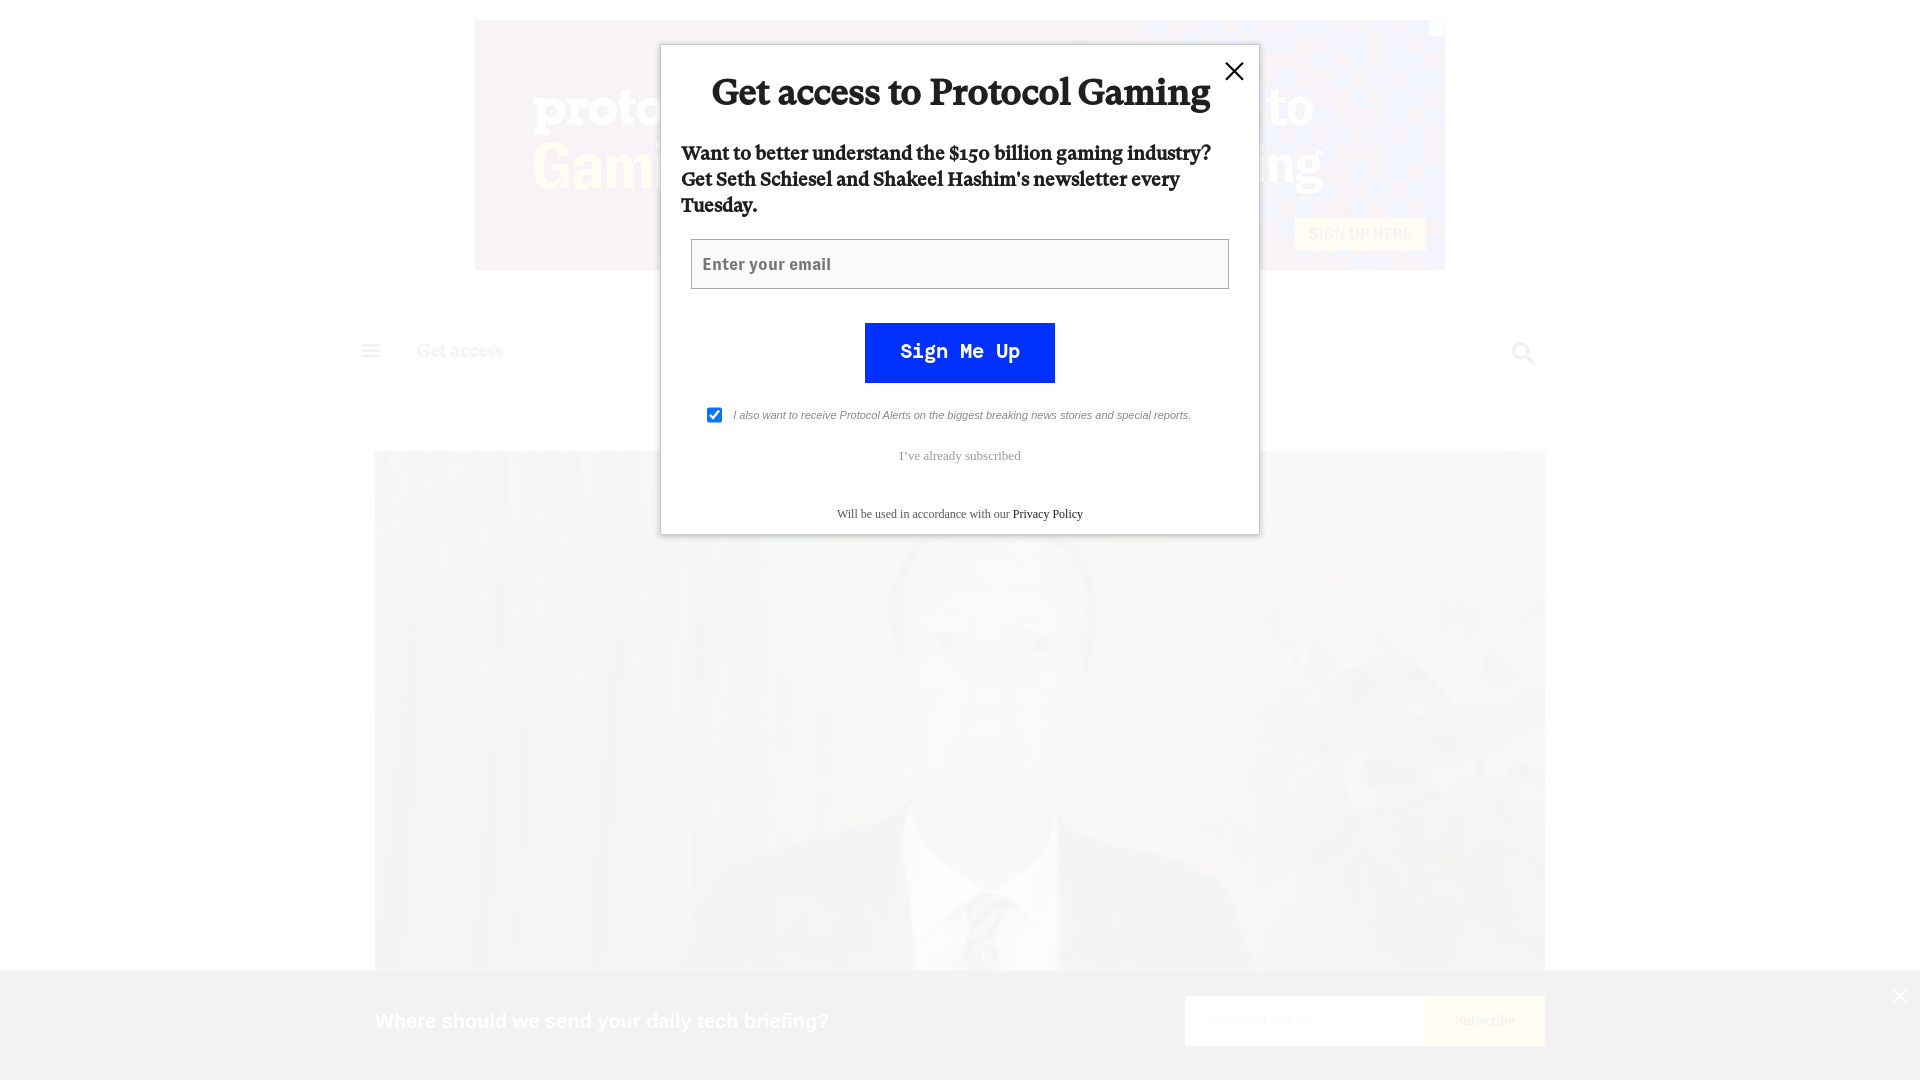 Get access to Protocol Gaming
Want to better understand the $150 billion gaming industry?
Get Seth Schiesel and Shakeel Hashim's newsletter every
Tuesday.
Enter your email
Sign Me Up
I also want to receive Protocol Alerts on the biggest breaking news stories and special reports.
I've already subscribed
Will be used in accordance with our Privacy Policy
to
SIGN UP HERE
Get access
Where should we send your daily tech briefing?
Your email address
Subscribe